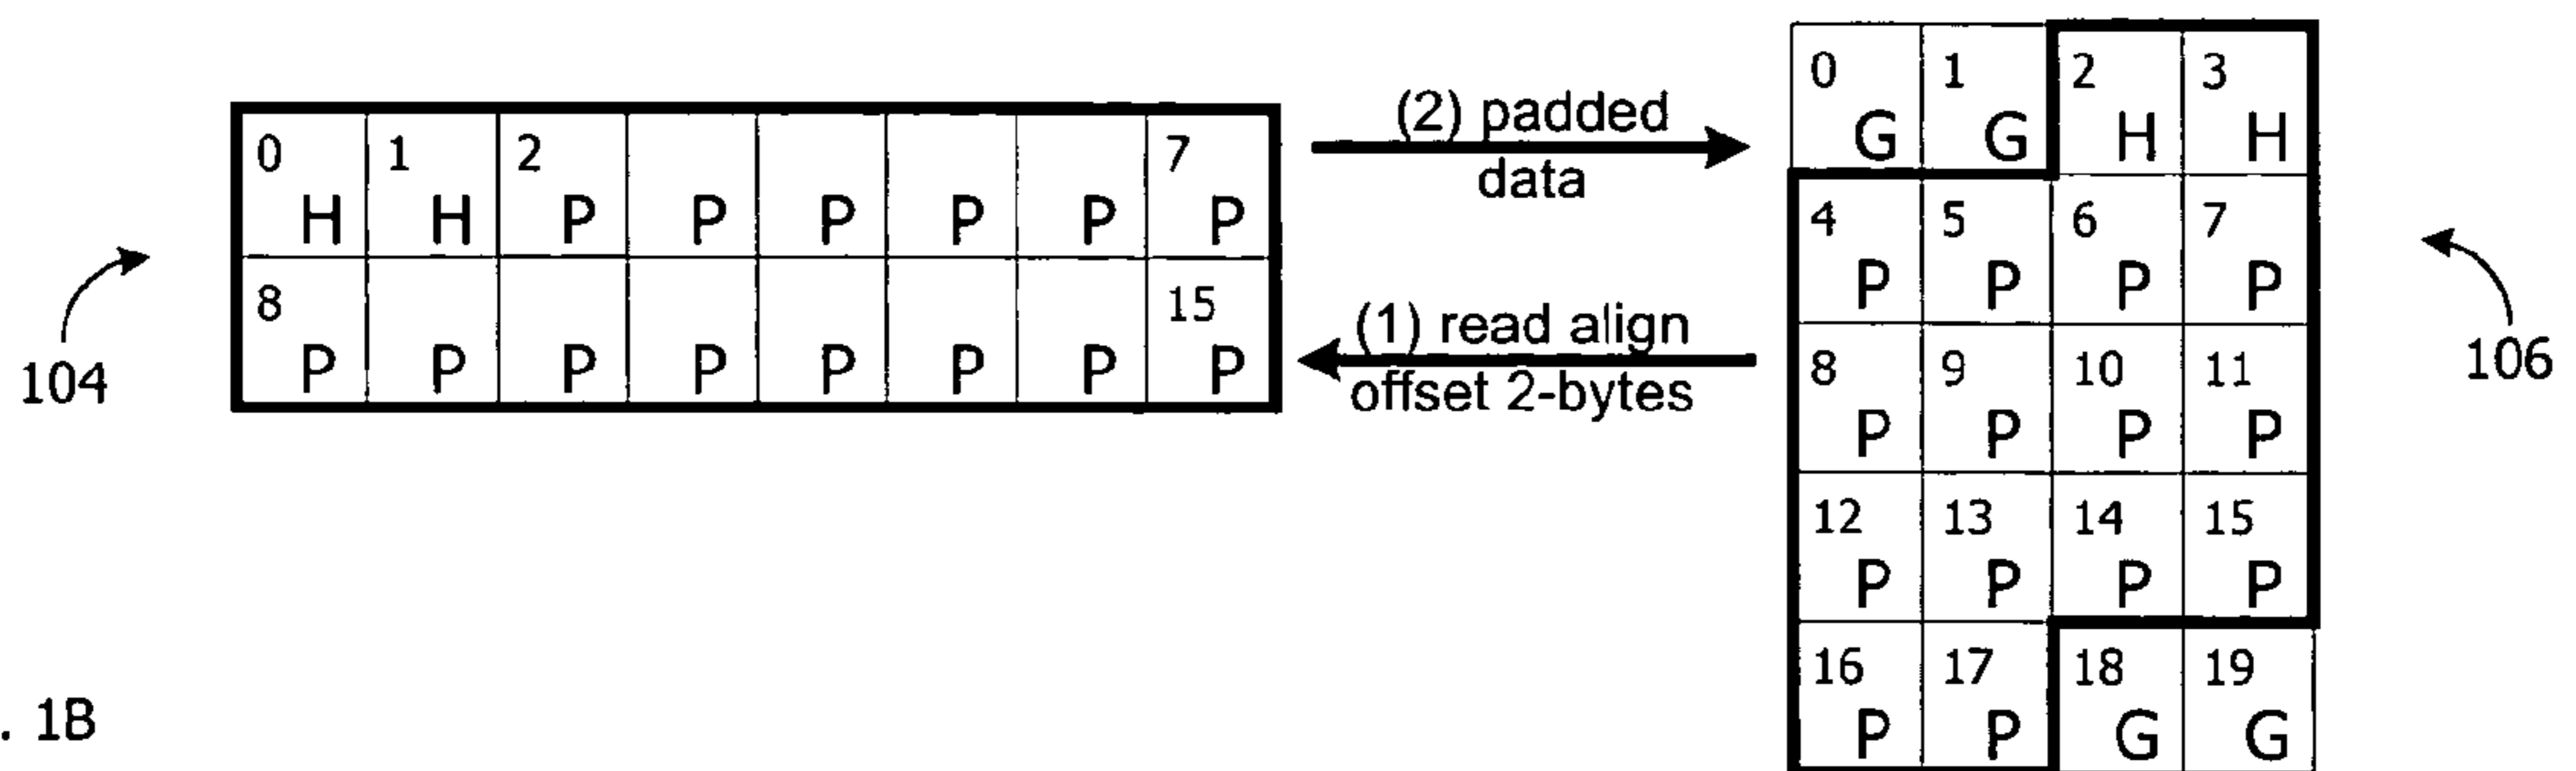 0 1 2 7
H H P P P P P P
8 15
P P P P P P P P
104
(2) padded
data
(1) read align
offset 2-bytes
0 1 2 3
G G H H
4 5 6 7
P P P P
8 9 10 11
P P P P
12 13 14 15
P P P P
16 17 18 19
P P G G
106
. 1B